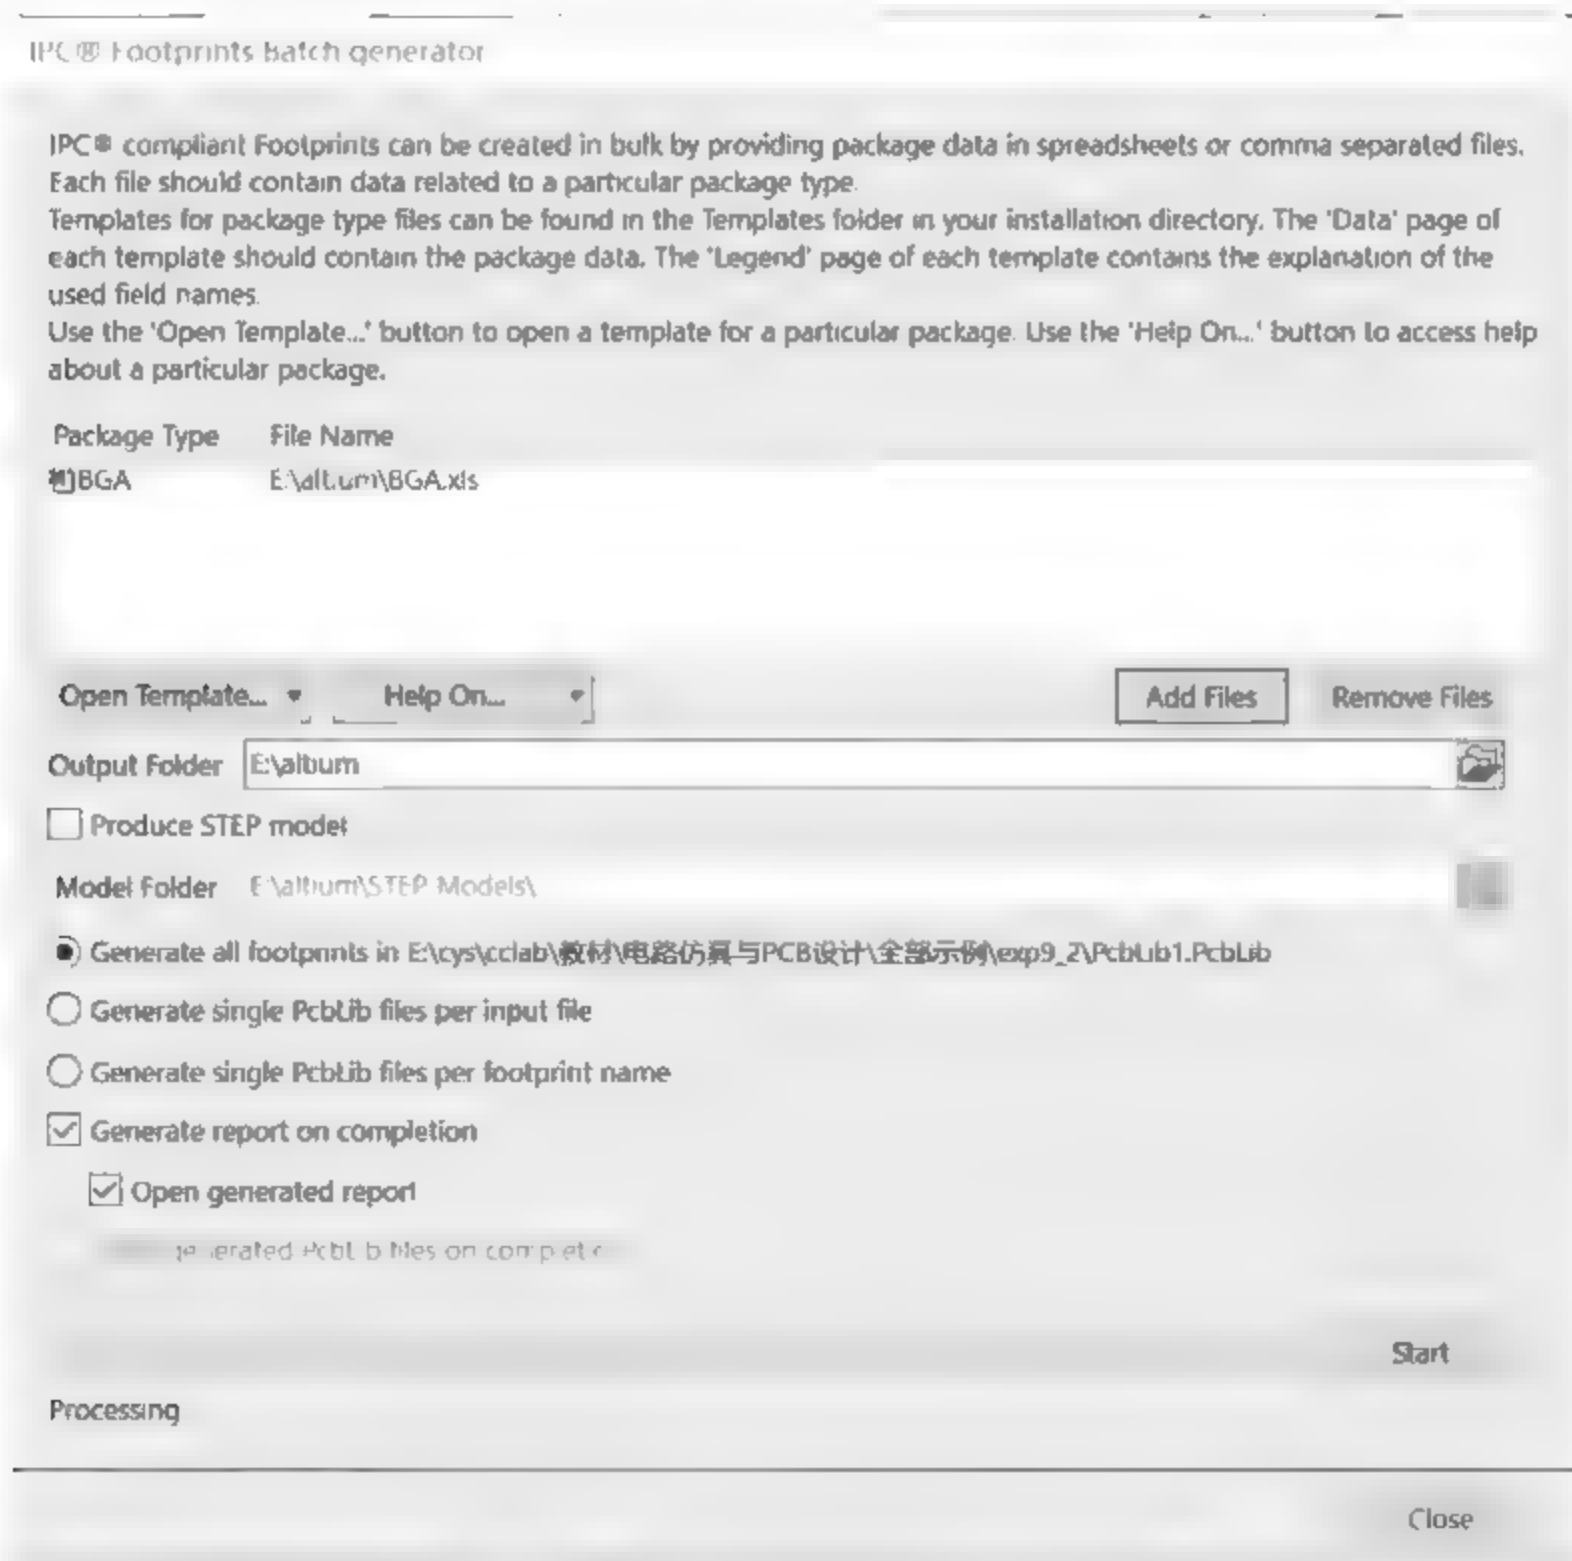 IPC® Footprints Batch generator
IPC® compliant Footprints can be created in bulk by providing package data in spreadsheets or comma separated files.
Each file should contain data related to a particular package type.
Templates for package type files can be found in the Templates folder in your installation directory. The 'Data' page of
each template should contain the package data. The 'Legend' page of each template contains the explanation of the
used field names.
Use the 'Open Template...' button to open a template for a particular package. Use the 'Help On...' button to access help
about a particular package.
Package Type File Name
BGA E:\altium\BGA.xls
Open Template... Help On... Add Files Remove Files
Output Folder E:\altium
Produce STEP model
Model Folder E:\altium\STEP Models\
Generate all footprints in E:\cys\cclab\教材\电路仿真与PCB设计\全部示例\exp9_2\PcbLib1.PcbLib
Generate single PcbLib files per input file
Generate single PcbLib files per footprint name
Generate report on completion
Open generated report
generated PcbLib files on completion
Start
Processing
Close